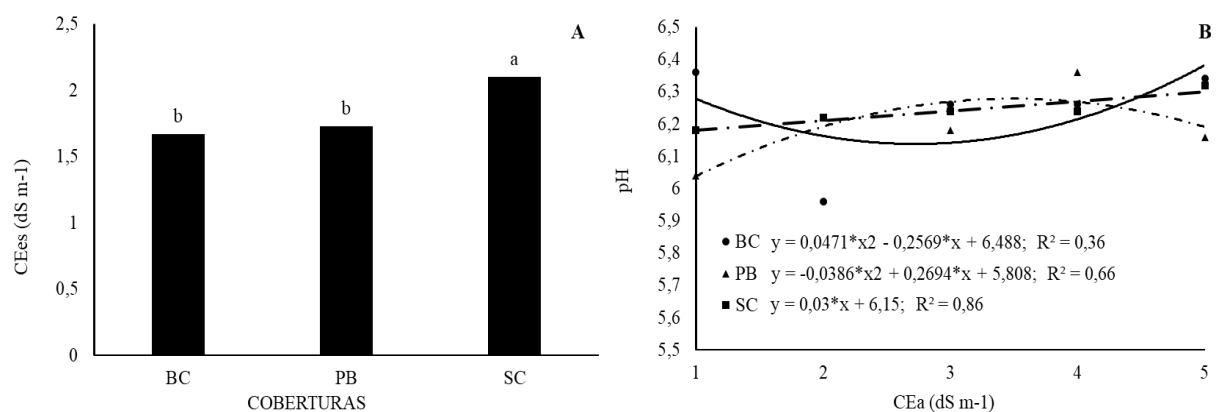 A
2,5
2
1,5
1
0,5
0
CEes (dS m-1)
b
b
a
BC
PB
SC
COBERTURAS
B
6,5
6,4
6,3
6,2
6,1
6
5,9
5,8
5,7
5,6
5,5
pH
BC y = 0,0471*x2 - 0,2569*x + 6,488; R² = 0,36
PB y = -0,0386*x2 + 0,2694*x + 5,808; R² = 0,66
SC y = 0,03*x + 6,15; R² = 0,86
1
2
3
4
5
CEa (dS m-1)